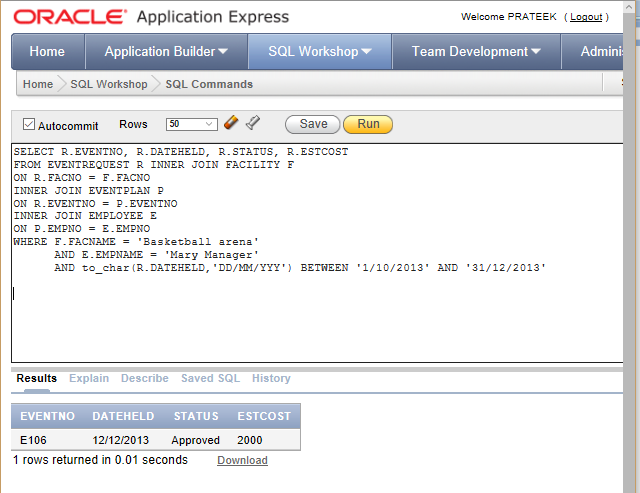 ORACLE Application Express
Welcome PRATEEK ( Logout )
Home Application Builder SQL Workshop Team Development Adminis
Home SQL Workshop SQL Commands
Autocommit Rows 50 Save Run
SELECT R.EVENTNO, R.DATEHELD, R.STATUS, R.ESTCOST
FROM EVENTREQUEST R INNER JOIN FACILITY F
ON R.FACNO = F.FACNO
INNER JOIN EVENTPLAN P
ON R.EVENTNO = P.EVENTNO
INNER JOIN EMPLOYEE E
ON P.EMPNO = E.EMPNO
WHERE F.FACNAME = 'Basketball arena'
AND E.EMPNAME = 'Mary Manager'
AND to_char(R.DATEHELD,'DD/MM/YYY') BETWEEN '1/10/2013' AND '31/12/2013'
Results Explain Describe Saved SQL History
EVENTNO DATEHELD STATUS ESTCOST
E106 12/12/2013 Approved 2000
1 rows returned in 0.01 seconds Download